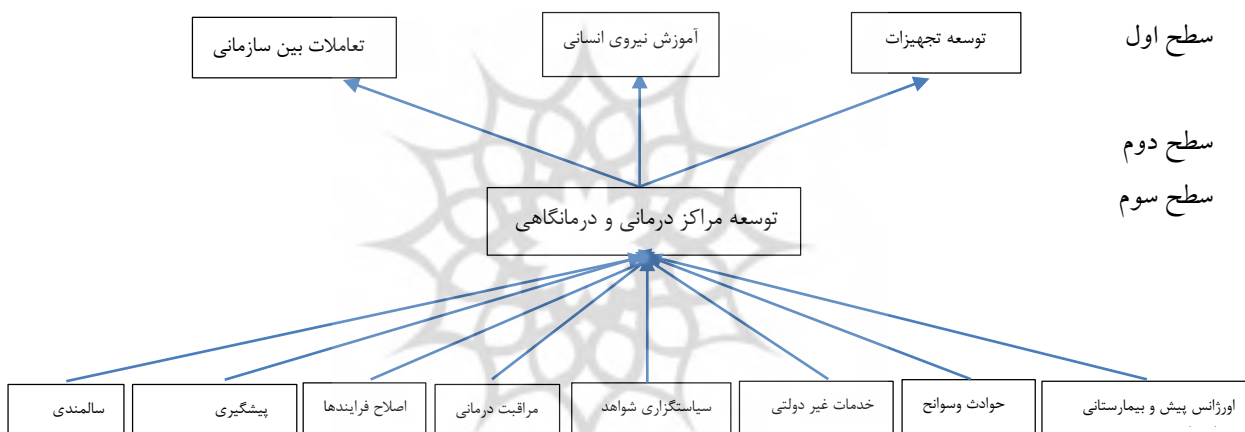 سطح اول
توسعه تجهیزات
آموزش نیروی انسانی
تعاملات بین سازمانی
سطح دوم
سطح سوم
توسعه مراکز درمانی و درمانگاهی
اورژانس پیش و بیمارستانی
حوادث وسوانح
خدمات غیر دولتی
سیاستگزاری شواهد
مراقبت درمانی
اصلاح فرایندها
پیشگیری
سالمندی